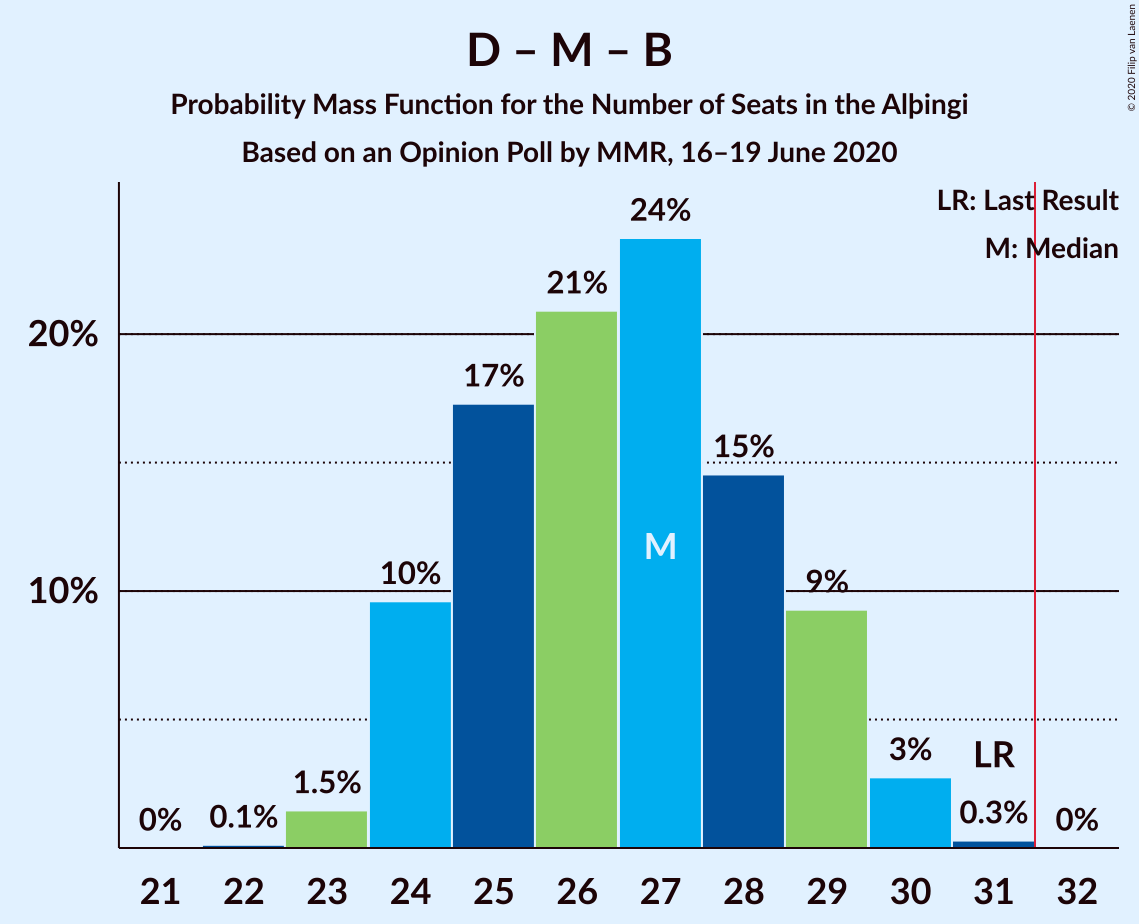 D – M – B
Probability Mass Function for the Number of Seats in the Alþingi
Based on an Opinion Poll by MMR, 16–19 June 2020
© 2020 Filip van Laenen
LR: Last Result
M: Median
20%
10%
0%
0.1%
1.5%
10%
17%
21%
24%
M
15%
9%
3%
LR
0.3%
0%
21 22 23 24 25 26 27 28 29 30 31 32